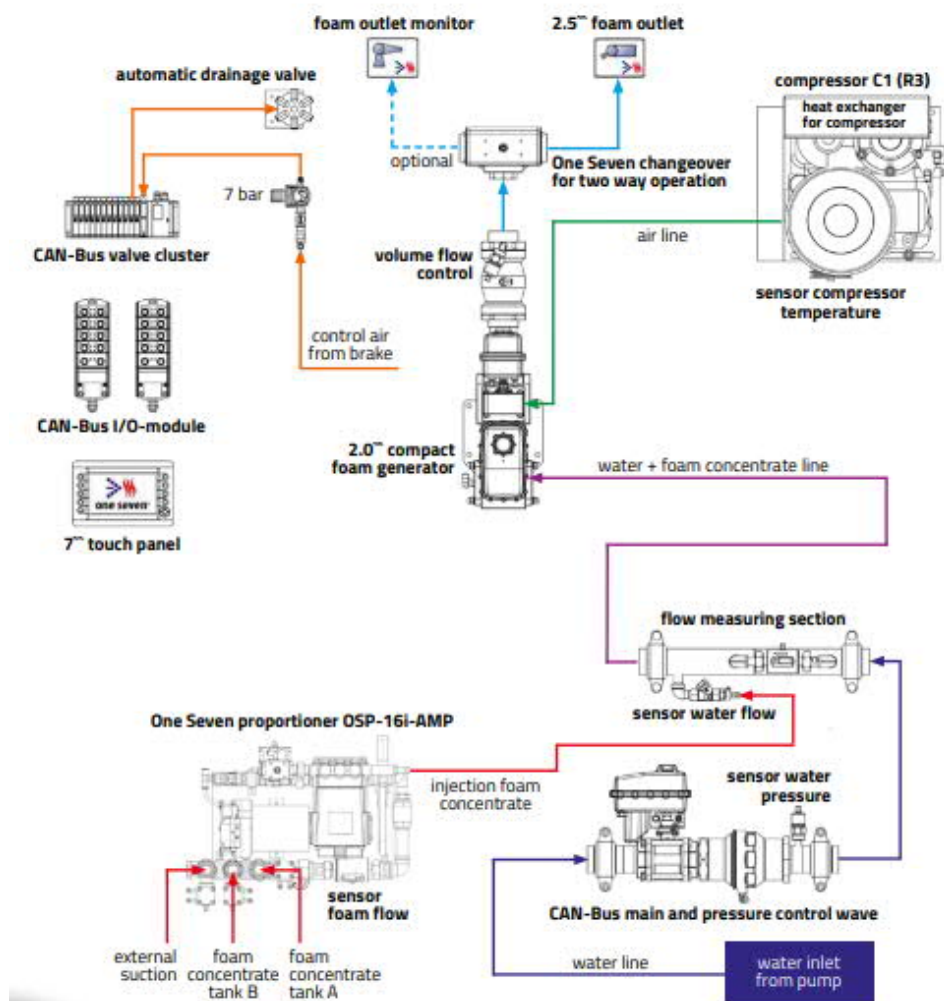 foam outlet monitor
2.5‴ foam outlet
automatic drainage valve
compressor C1 (R3)
heat exchanger
for compressor
optional
One Seven changeover
for two way operation
7 bar
air line
CAN-Bus valve cluster
volume flow
control
sensor compressor
temperature
control air
from brake
CAN-Bus I/O-module
2.0‴ compact
foam generator
water + foam concentrate line
one seven
7‴ touch panel
flow measuring section
sensor water flow
One Seven proportioner OSP-16i-AMP
injection foam
concentrate
sensor water
pressure
sensor
foam flow
CAN-Bus main and pressure control wave
external
suction
foam
concentrate
tank B
foam
concentrate
tank A
water line
water inlet
from pump